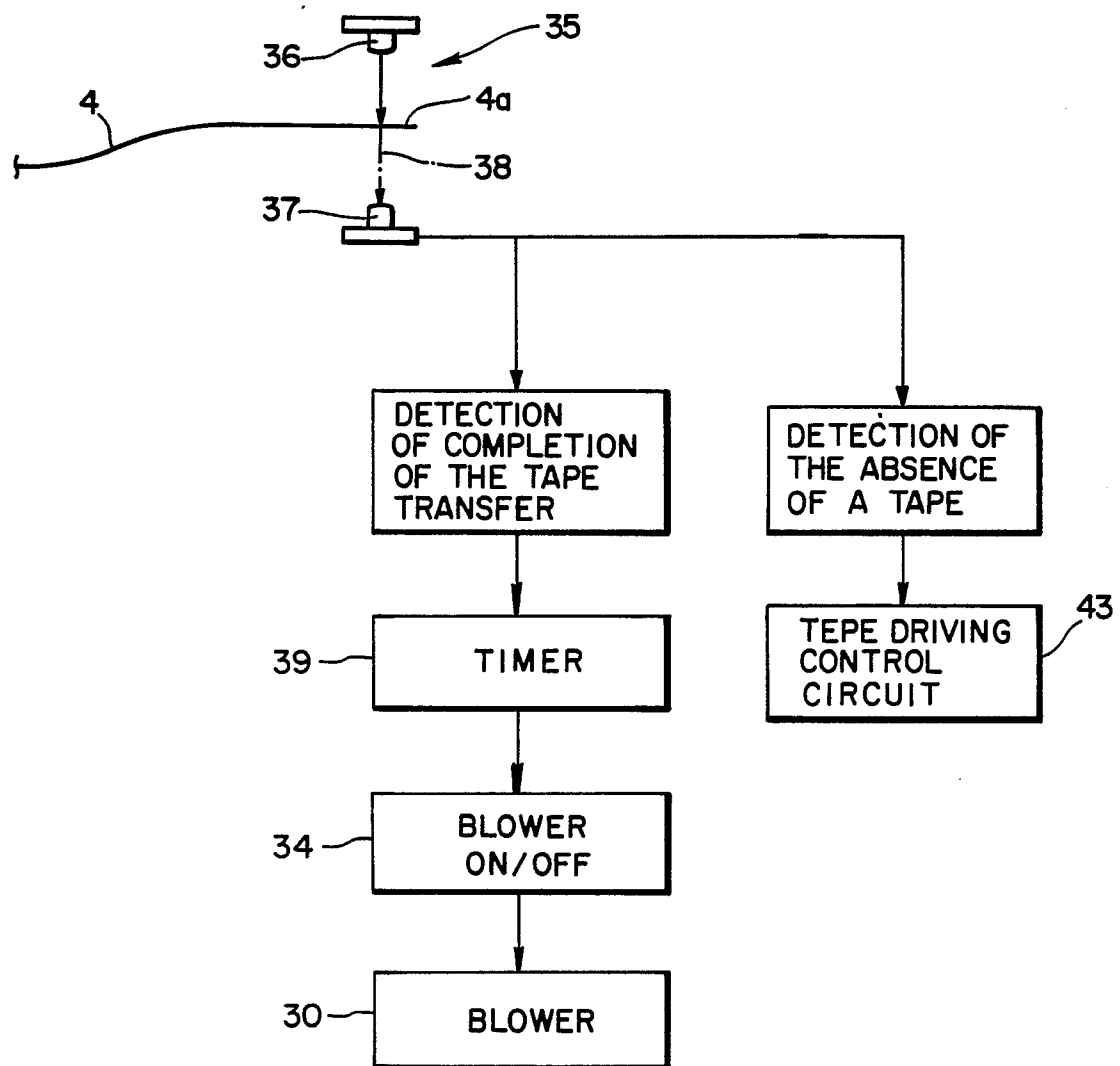 36
35
4
4a
38
37
DETECTION
OF COMPLETION
OF THE TAPE
TRANSFER
DETECTION OF
THE ABSENCE
OF A TAPE
39
TIMER
TEPE DRIVING
CONTROL
CIRCUIT
43
34
BLOWER
ON/OFF
30
BLOWER